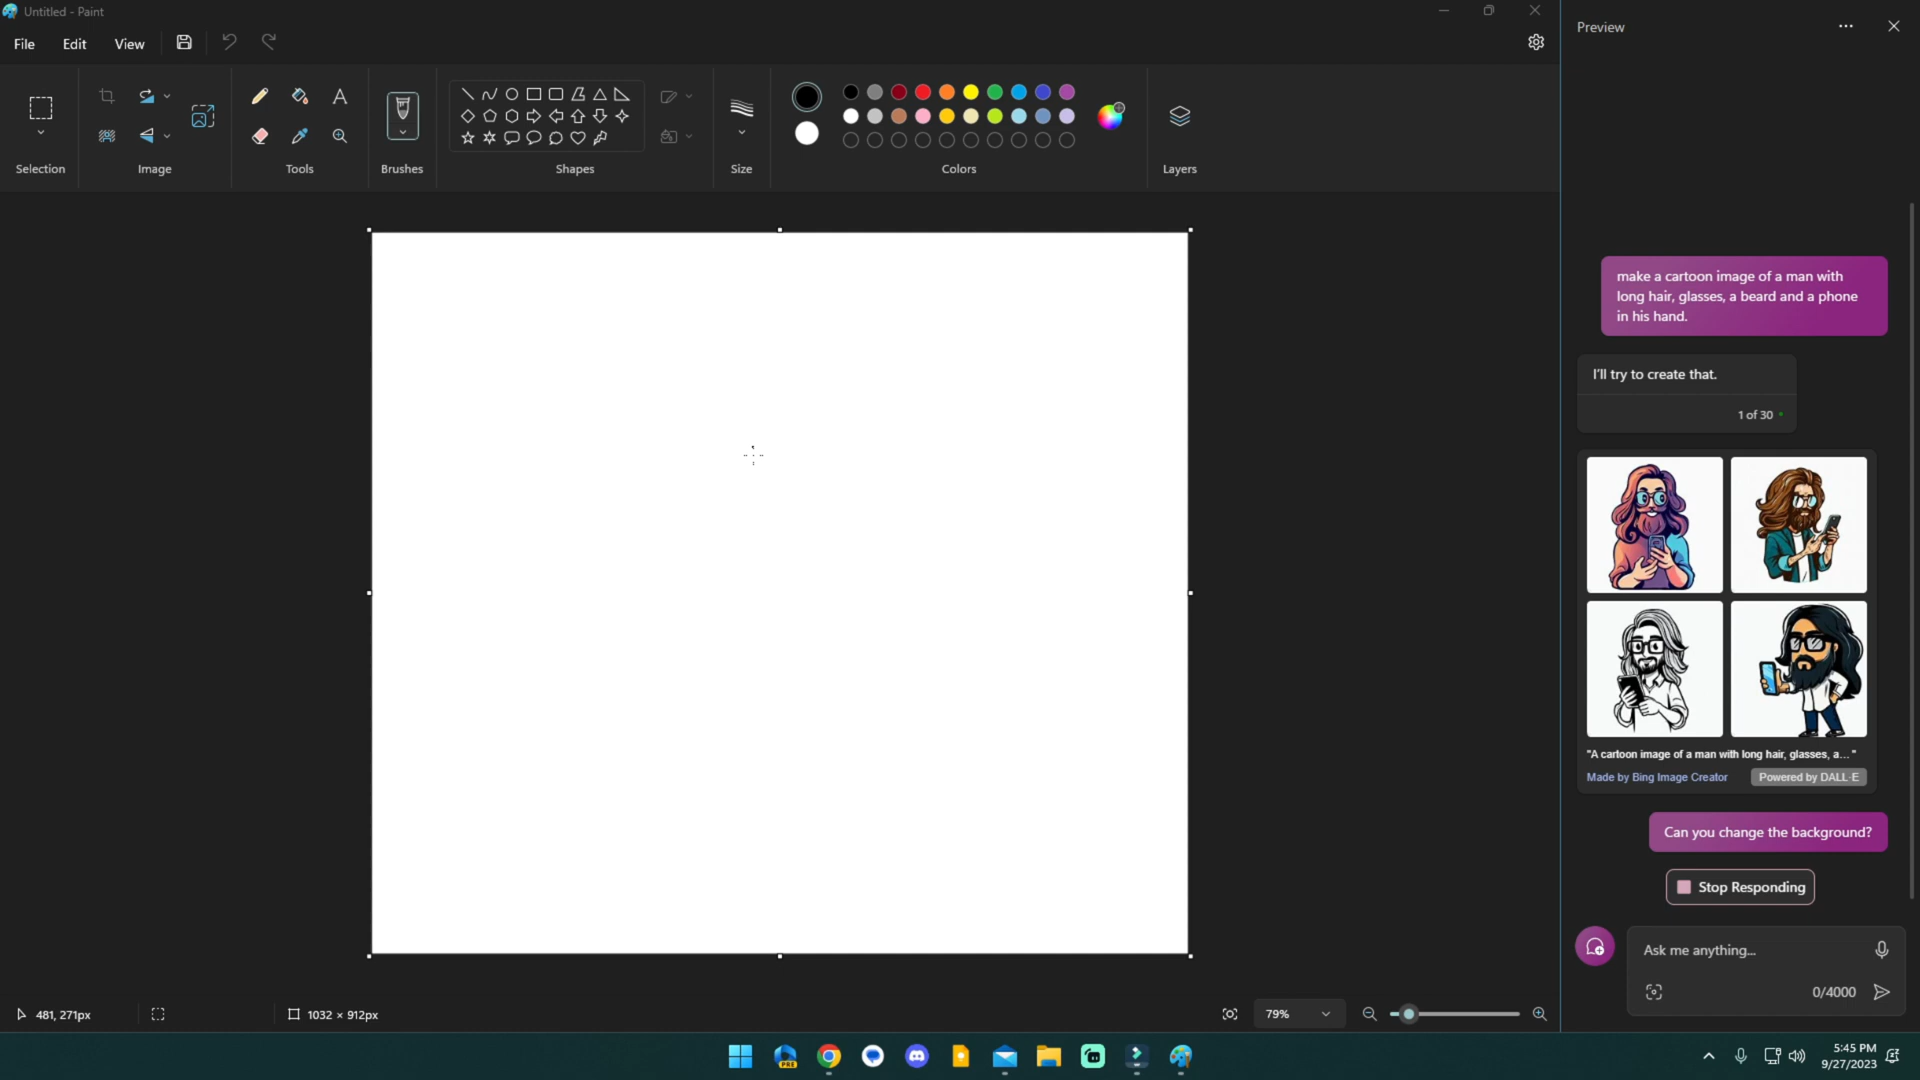 Untitled - Paint
File
Edit
View
Selection
Image
Tools
Brushes
Shapes
Size
Colors
Layers
481, 271px
1032 × 912px
79%
Preview
make a cartoon image of a man with
long hair, glasses, a beard and a phone
in his hand.
I'll try to create that.
1 of 30
"A cartoon image of a man with long hair, glasses, a... "
Made by Bing Image Creator
Powered by DALL·E
Can you change the background?
Stop Responding
Ask me anything...
0/4000
PRE
5:45 PM
9/27/2023